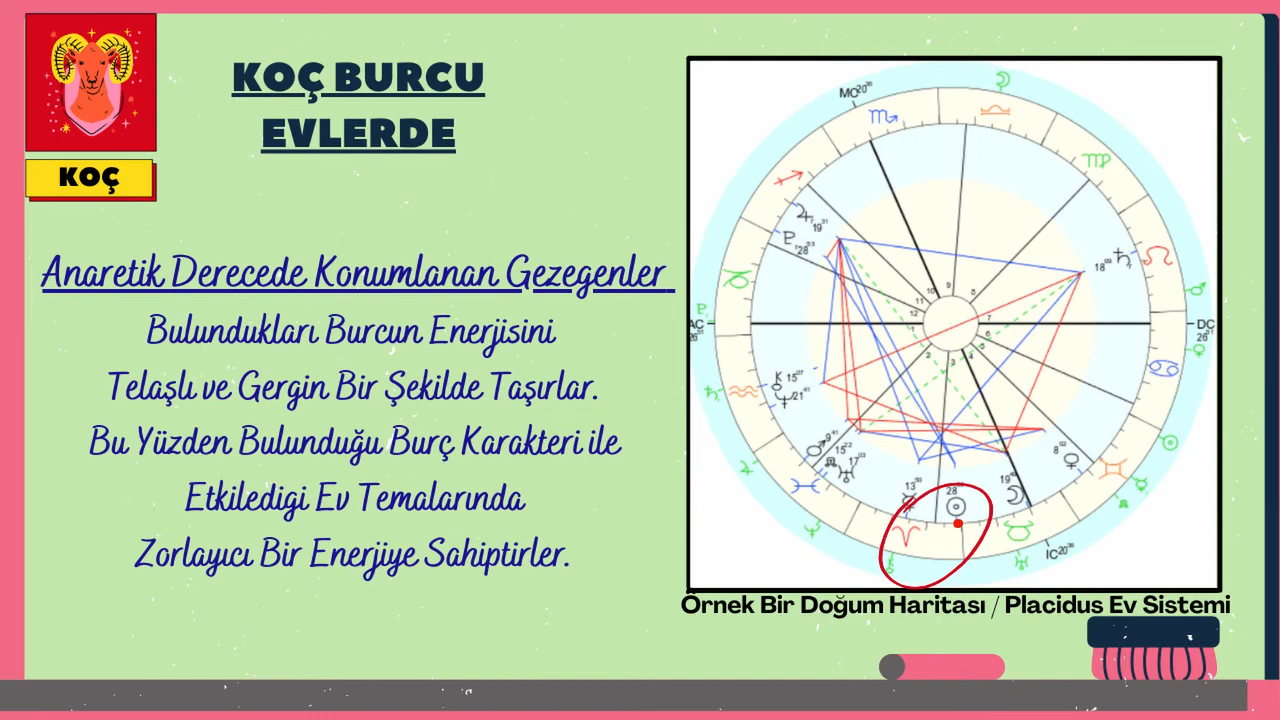 KOÇ BURCU
EVLERDE
KOÇ
Anaretik Derecede Konumlanan Gezegenler
Bulundukları Burcun Enerjisini
Telaşlı ve Gergin Bir Şekilde Taşırlar.
Bu Yüzden Bulunduğu Burç Karakteri ile
Etkiledigi Ev Temalarında
Zorlayıcı Bir Enerjiye Sahiptirler.
MC
AC
DC
IC
Örnek Bir Doğum Haritası / Placidus Ev Sistemi